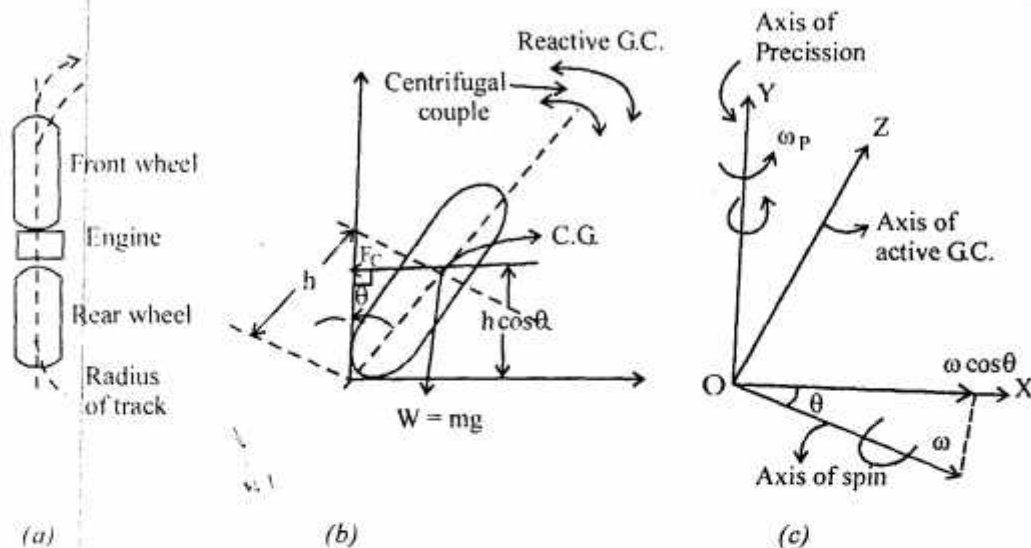 Front wheel
Engine
Rear wheel
Radius
of track
(a)
Reactive G.C.
Centrifugal
couple
C.G.
F_C
θ
h
h cosθ
W = mg
(b)
Axis of
Precission
Y
ω_P
Z
Axis of
active G.C.
ω cosθ
O
X
θ
ω
Axis of spin
(c)